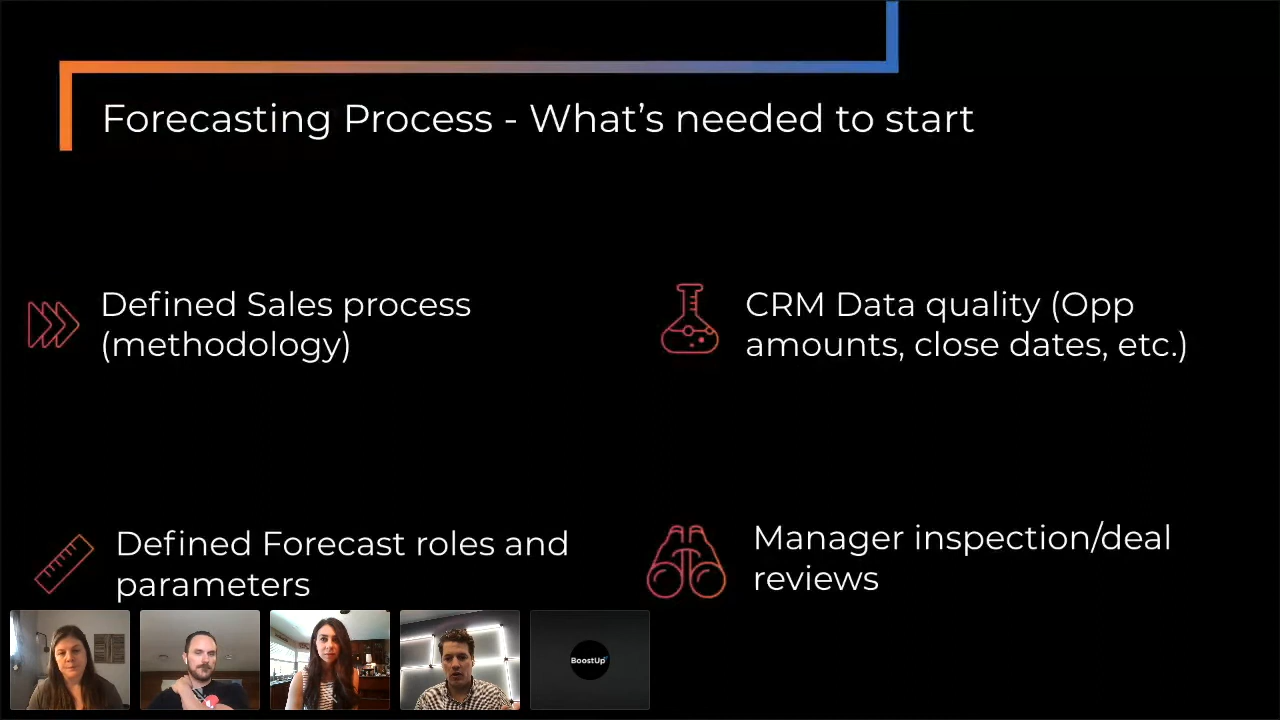 Forecasting Process - What's needed to start
Defined Sales process
(methodology)
CRM Data quality (Opp
amounts, close dates, etc.)
Defined Forecast roles and
parameters
Manager inspection/deal
reviews
BoostUp